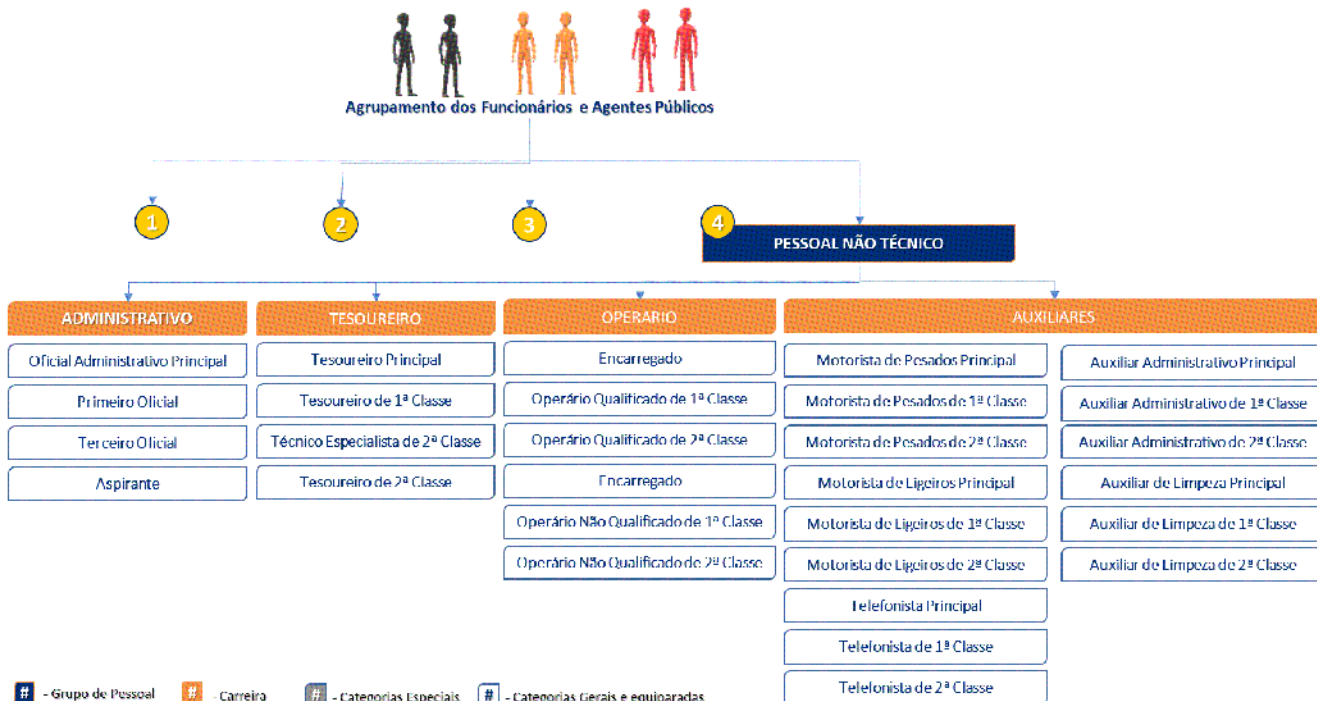 Agrupamento dos Funcionários e Agentes Públicos
1
2
3
4
PESSOAL NÃO TÉCNICO
ADMINISTRATIVO
Oficial Administrativo Principal
Primeiro Oficial
Terceiro Oficial
Aspirante
TESOUREIRO
Tesoureiro Principal
Tesoureiro de 1ª Classe
Técnico Especialista de 2ª Classe
Tesoureiro de 2ª Classe
OPERARIO
Encarregado
Operário Qualificado de 1ª Classe
Operário Qualificado de 2ª Classe
Encarregado
Operário Não Qualificado de 1ª Classe
Operário Não Qualificado de 2ª Classe
AUXILIARES
Motorista de Pesados Principal
Motorista de Pesados de 1ª Classe
Motorista de Pesados de 2ª Classe
Motorista de Ligeiros Principal
Motorista de Ligeiros de 1ª Classe
Motorista de Ligeiros de 2ª Classe
Telefonista Principal
Telefonista de 1ª Classe
Telefonista de 2ª Classe
Auxiliar Administrativo Principal
Auxiliar Administrativo de 1ª Classe
Auxiliar Administrativo de 2ª Classe
Auxiliar de Limpeza Principal
Auxiliar de Limpeza de 1ª Classe
Auxiliar de Limpeza de 2ª Classe
# - Grupo de Pessoal
# - Carreira
# - Categorias Especiais
# - Categorias Gerais e equiparadas